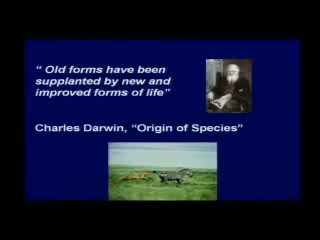 “ Old forms have been
supplanted by new and
improved forms of life”
Charles Darwin, “Origin of Species”